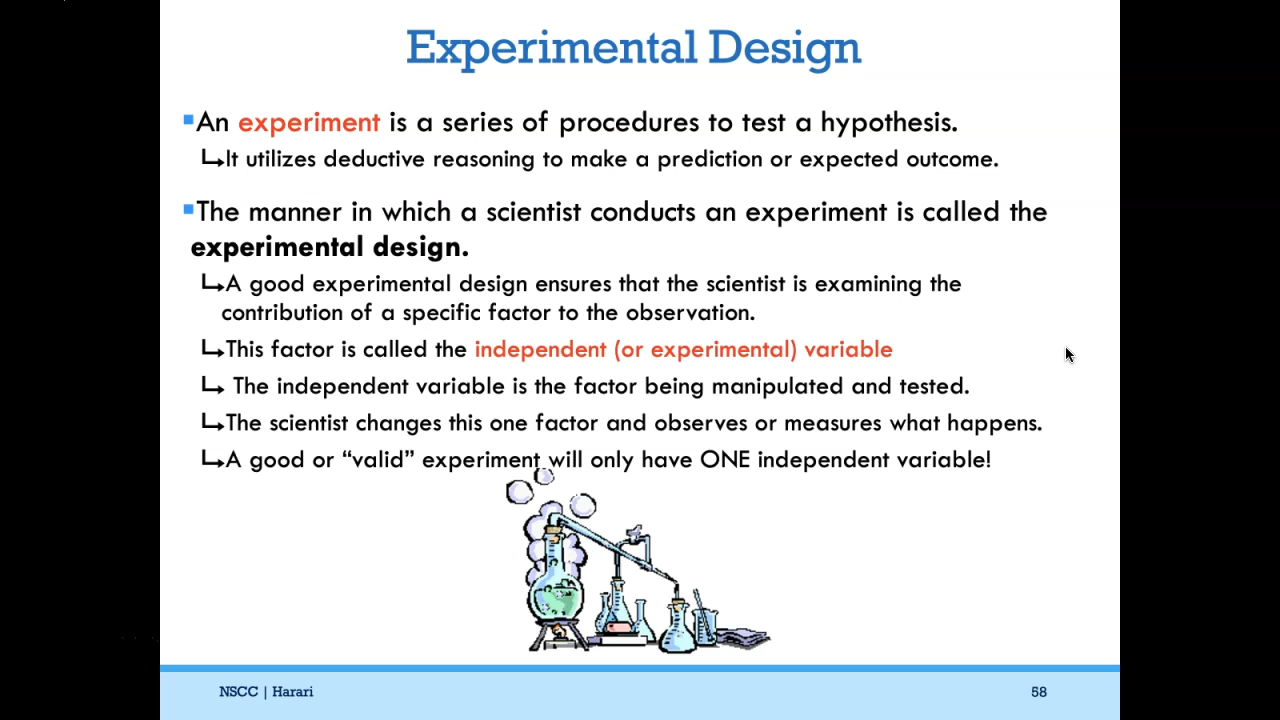 Experimental Design
An experiment is a series of procedures to test a hypothesis.
It utilizes deductive reasoning to make a prediction or expected outcome.
The manner in which a scientist conducts an experiment is called the
experimental design.
A good experimental design ensures that the scientist is examining the
contribution of a specific factor to the observation.
This factor is called the independent (or experimental) variable
The independent variable is the factor being manipulated and tested.
The scientist changes this one factor and observes or measures what happens.
A good or “valid” experiment will only have ONE independent variable!
NSCC | Harari
58